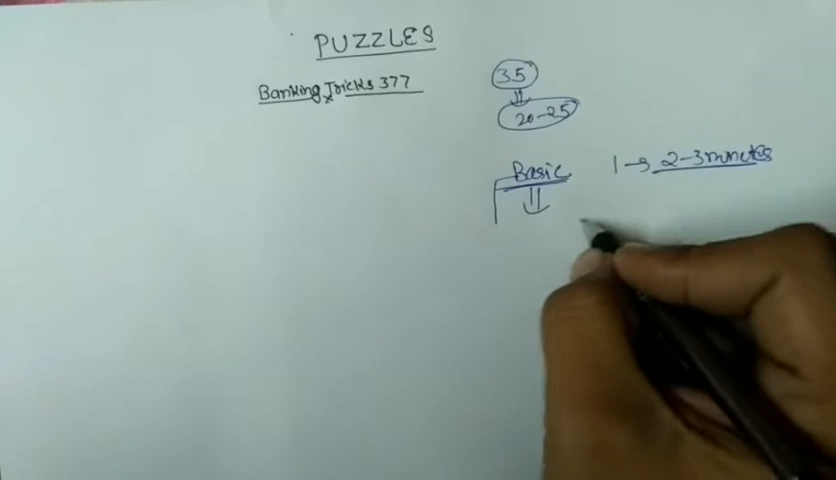 PUZZLES
Banking Tricks 377
35
20-25
Basic
1 → 2-3 minutes